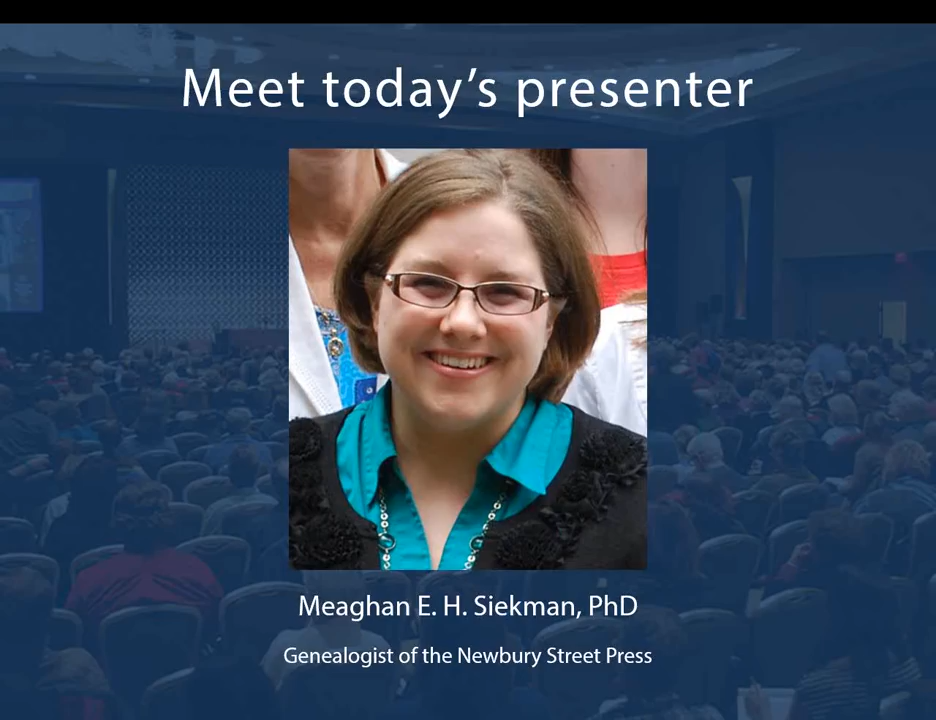 Meet today’s presenter
Meaghan E. H. Siekman, PhD
Genealogist of the Newbury Street Press